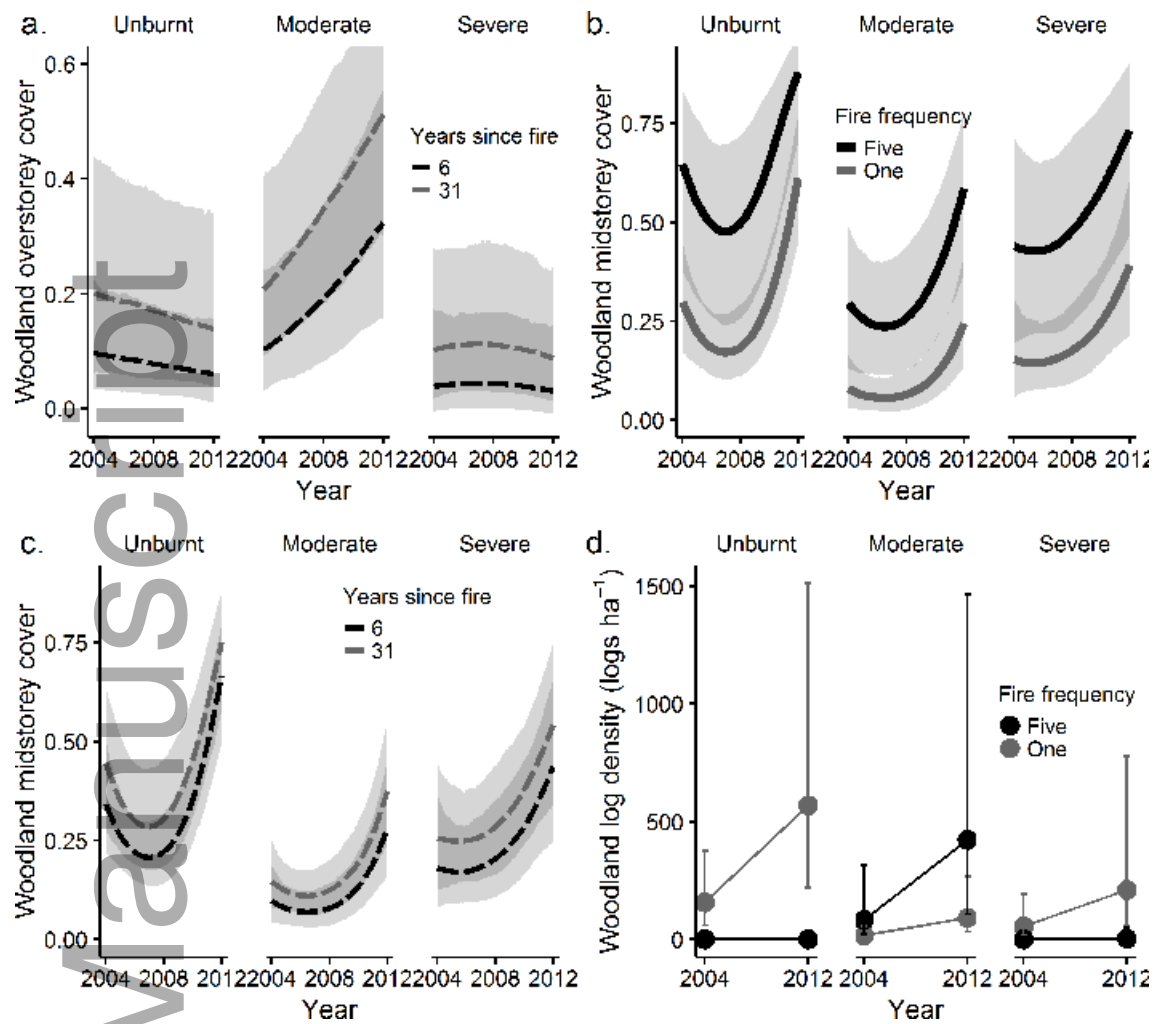 a.
Unburnt Moderate Severe
Woodland overstorey cover
0.6
0.4
0.2
0.0
Years since fire
6
31
2004 2008 2012 2004 2008 2012 2004 2008 2012
Year
b.
Unburnt Moderate Severe
Woodland midstorey cover
0.75
0.50
0.25
0.00
Fire frequency
Five
One
2004 2008 2012 2004 2008 2012 2004 2008 2012
Year
c.
Unburnt Moderate Severe
Woodland midstorey cover
0.75
0.50
0.25
0.00
Years since fire
6
31
2004 2008 2012 2004 2008 2012 2004 2008 2012
Year
d.
Unburnt Moderate Severe
Woodland log density (logs ha⁻¹)
1500
1000
500
0
Fire frequency
Five
One
2004 2012 2004 2012 2004 2012
Year
Manuscript